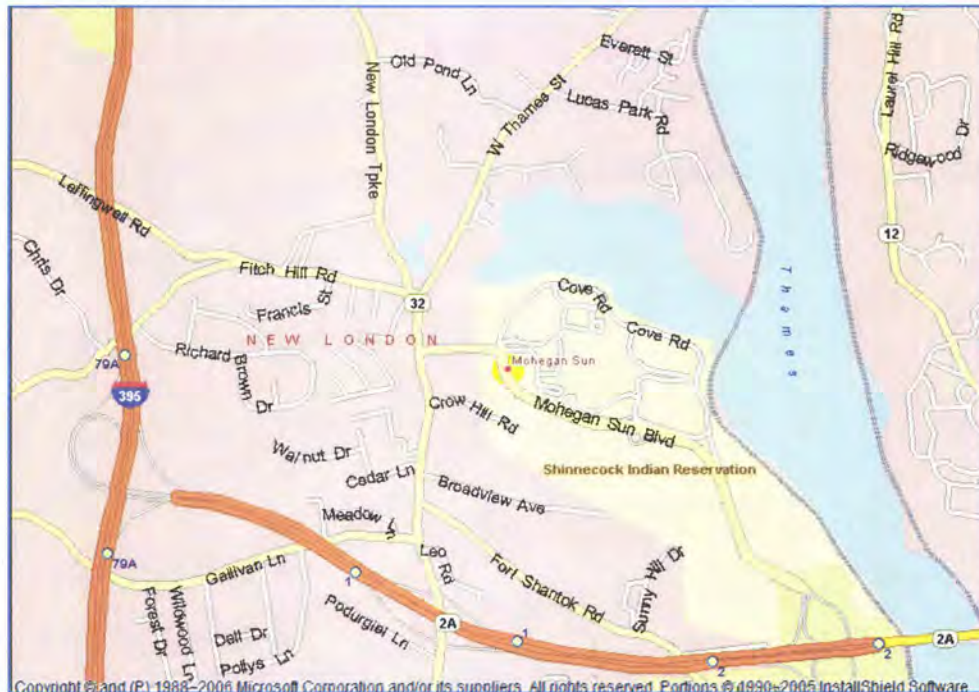 Everett St
Old Pond Ln
New London Tpke
W Thames St
Lucas Park Rd
Laurel Hill Rd
Ridgewood Dr
Leffingwell Rd
12
Chris Dr
Fitch Hill Rd
Cove Rd
Thames
32
Francis St
NEW LONDON
Cove Rd
Richard Brown Dr
79A
Mohegan Sun
395
Crow Hill Rd
Mohegan Sun Blvd
Walnut Dr
Shinnecock Indian Reservation
Cedar Ln
Broadview Ave
Meadow Ln
79A
Gallivan Ln
Leo Rd
Fort Shantok Rd
Sunny Hill Dr
1
Forest Dr
Wildwood Ln
Podurgiel Ln
Dell Dr
Pollys Ln
2A
1
2
2
2A
Copyright © and (P) 1988–2006 Microsoft Corporation and/or its suppliers. All rights reserved. Portions © 1990–2005 InstallShield Software